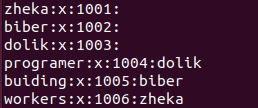 zheka:x:1001:
biber:x:1002:
dolik:x:1003:
programer:x:1004:dolik
buiding:x:1005:biber
workers:x:1006:zheka